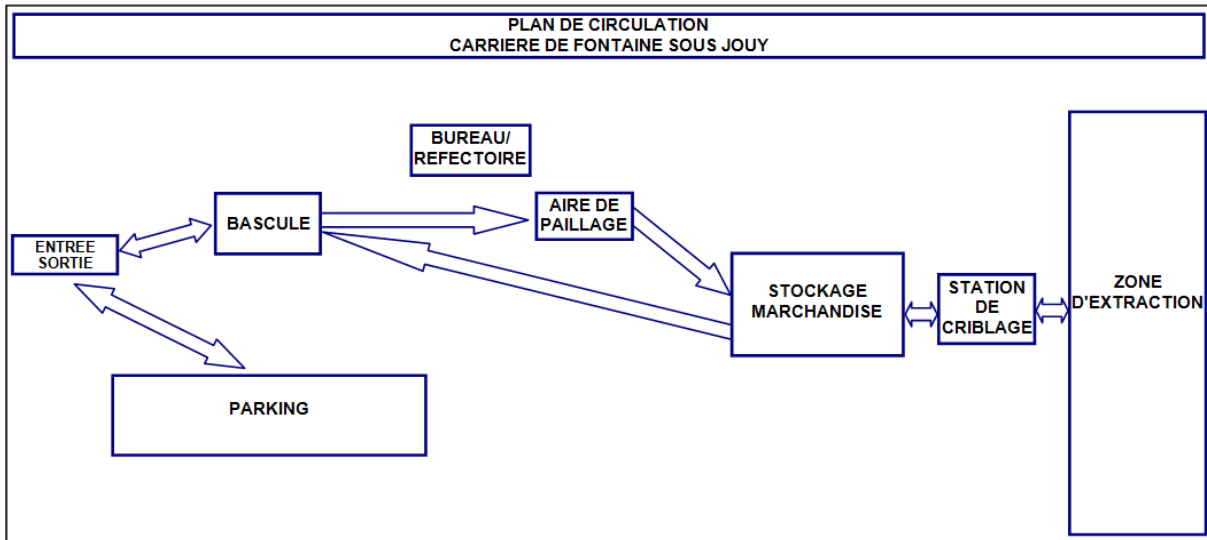 PLAN DE CIRCULATION
CARRIERE DE FONTAINE SOUS JOUY
BUREAU/
REFECTOIRE
BASCULE
AIRE DE
PAILLAGE
ENTREE
SORTIE
STOCKAGE
MARCHANDISE
STATION
DE
CRIBLAGE
ZONE
D'EXTRACTION
PARKING